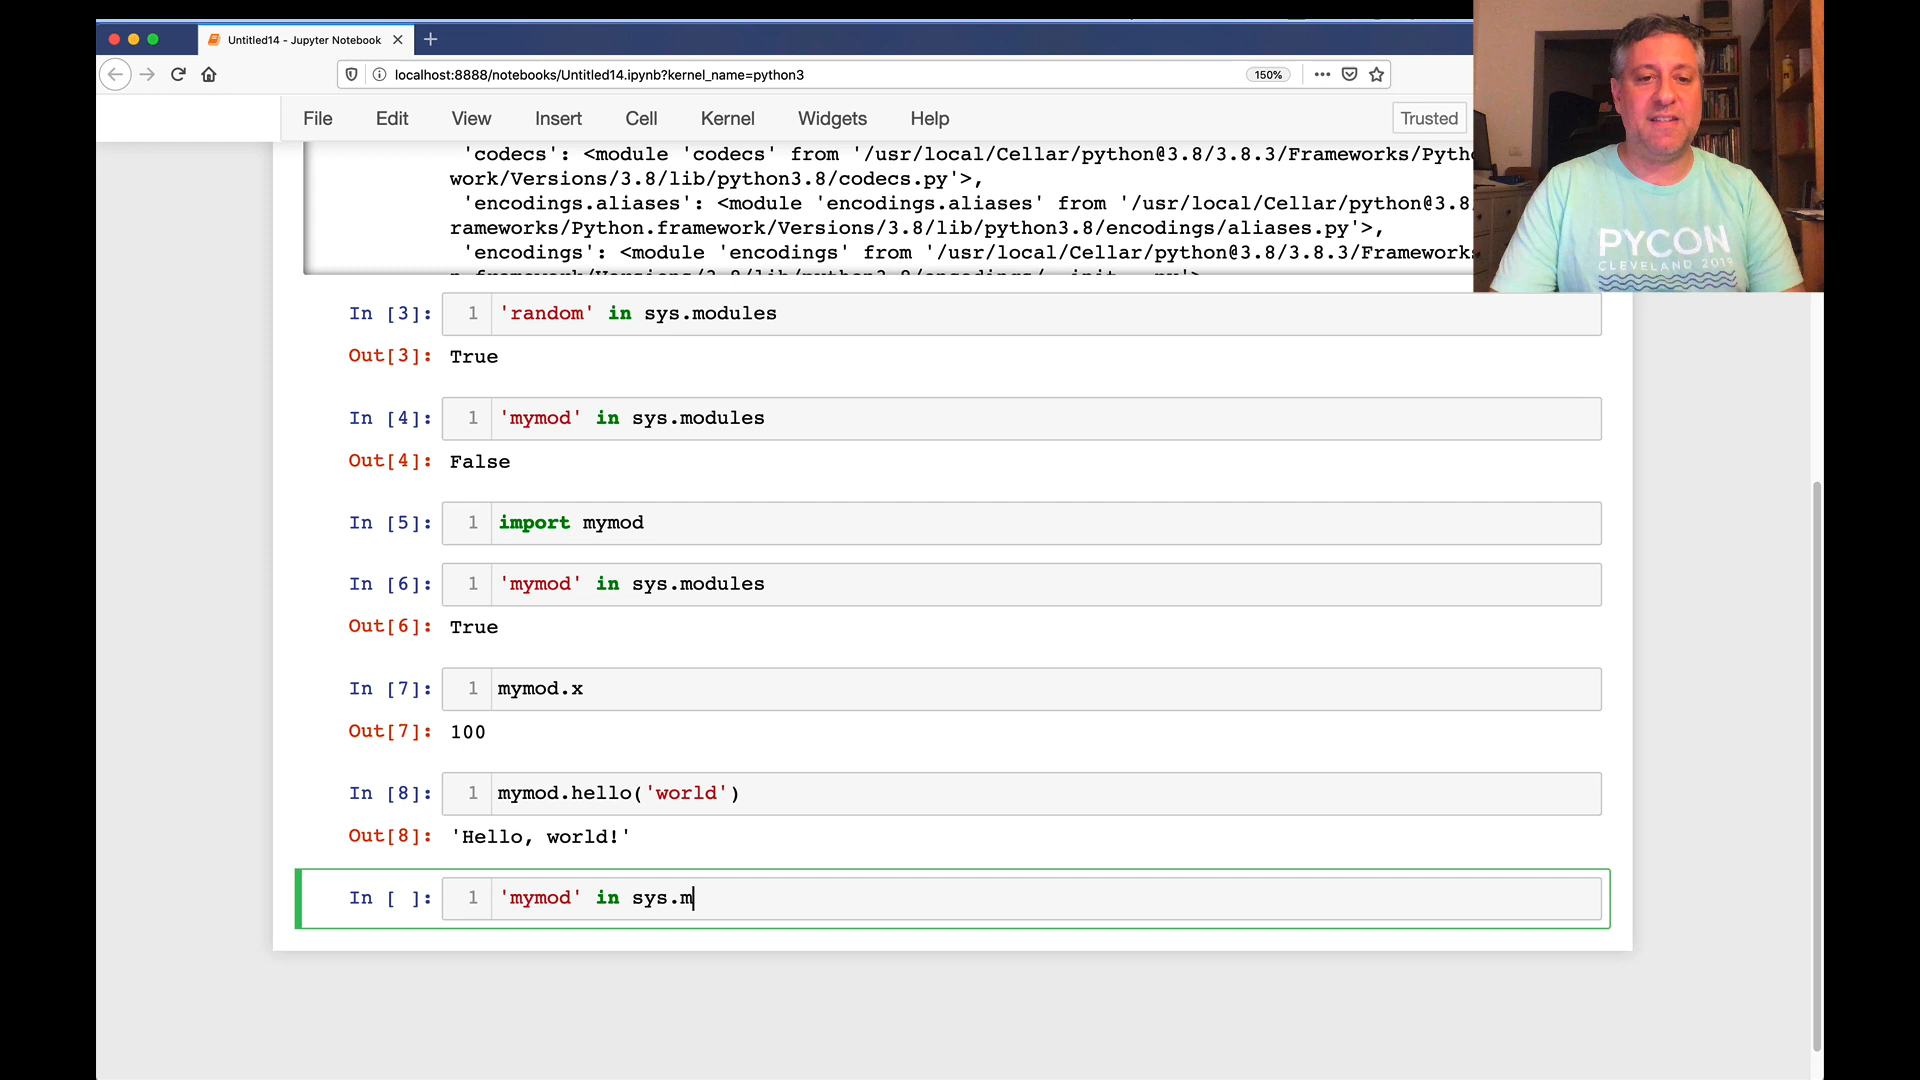 Untitled14 - Jupyter Notebook
localhost:8888/notebooks/Untitled14.ipynb?kernel_name=python3
150%
File Edit View Insert Cell Kernel Widgets Help
Trusted
'codecs': <module 'codecs' from '/usr/local/Cellar/python@3.8/3.8.3/Frameworks/Pyth
work/Versions/3.8/lib/python3.8/codecs.py'>,
'encodings.aliases': <module 'encodings.aliases' from '/usr/local/Cellar/python@3.8
rameworks/Python.framework/Versions/3.8/lib/python3.8/encodings/aliases.py'>,
'encodings': <module 'encodings' from '/usr/local/Cellar/python@3.8/3.8.3/Frameworks
PYCON
CLEVELAND 2019
In [3]: 1 'random' in sys.modules
Out[3]: True
In [4]: 1 'mymod' in sys.modules
Out[4]: False
In [5]: 1 import mymod
In [6]: 1 'mymod' in sys.modules
Out[6]: True
In [7]: 1 mymod.x
Out[7]: 100
In [8]: 1 mymod.hello('world')
Out[8]: 'Hello, world!'
In [ ]: 1 'mymod' in sys.m